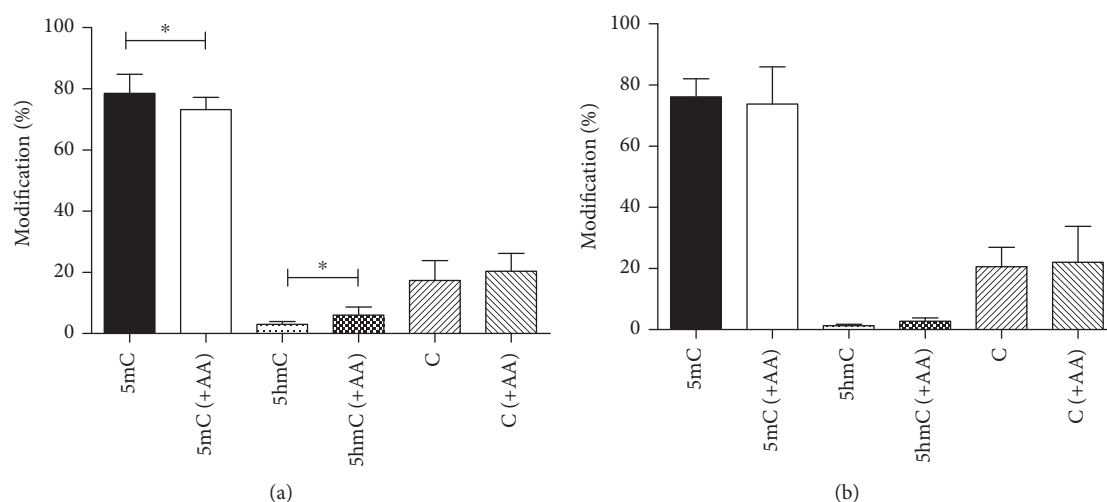 100
80
60
40
20
0
Modification (%)
*
*
5mC
5mC (+AA)
5hmC
5hmC (+AA)
C
C (+AA)
(a)
100
80
60
40
20
0
Modification (%)
5mC
5mC (+AA)
5hmC
5hmC (+AA)
C
C (+AA)
(b)